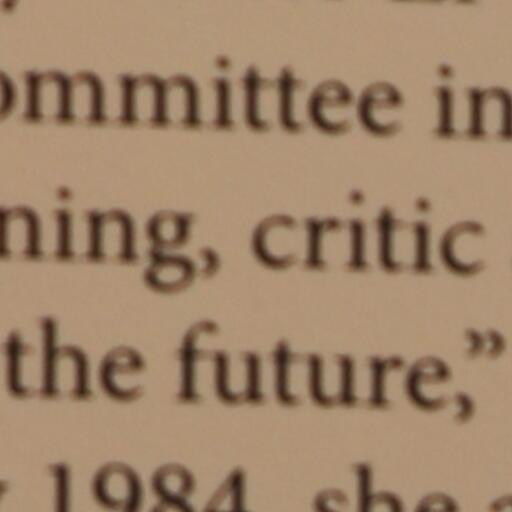 ommittee in
ning, critic
the future,”
1984, she